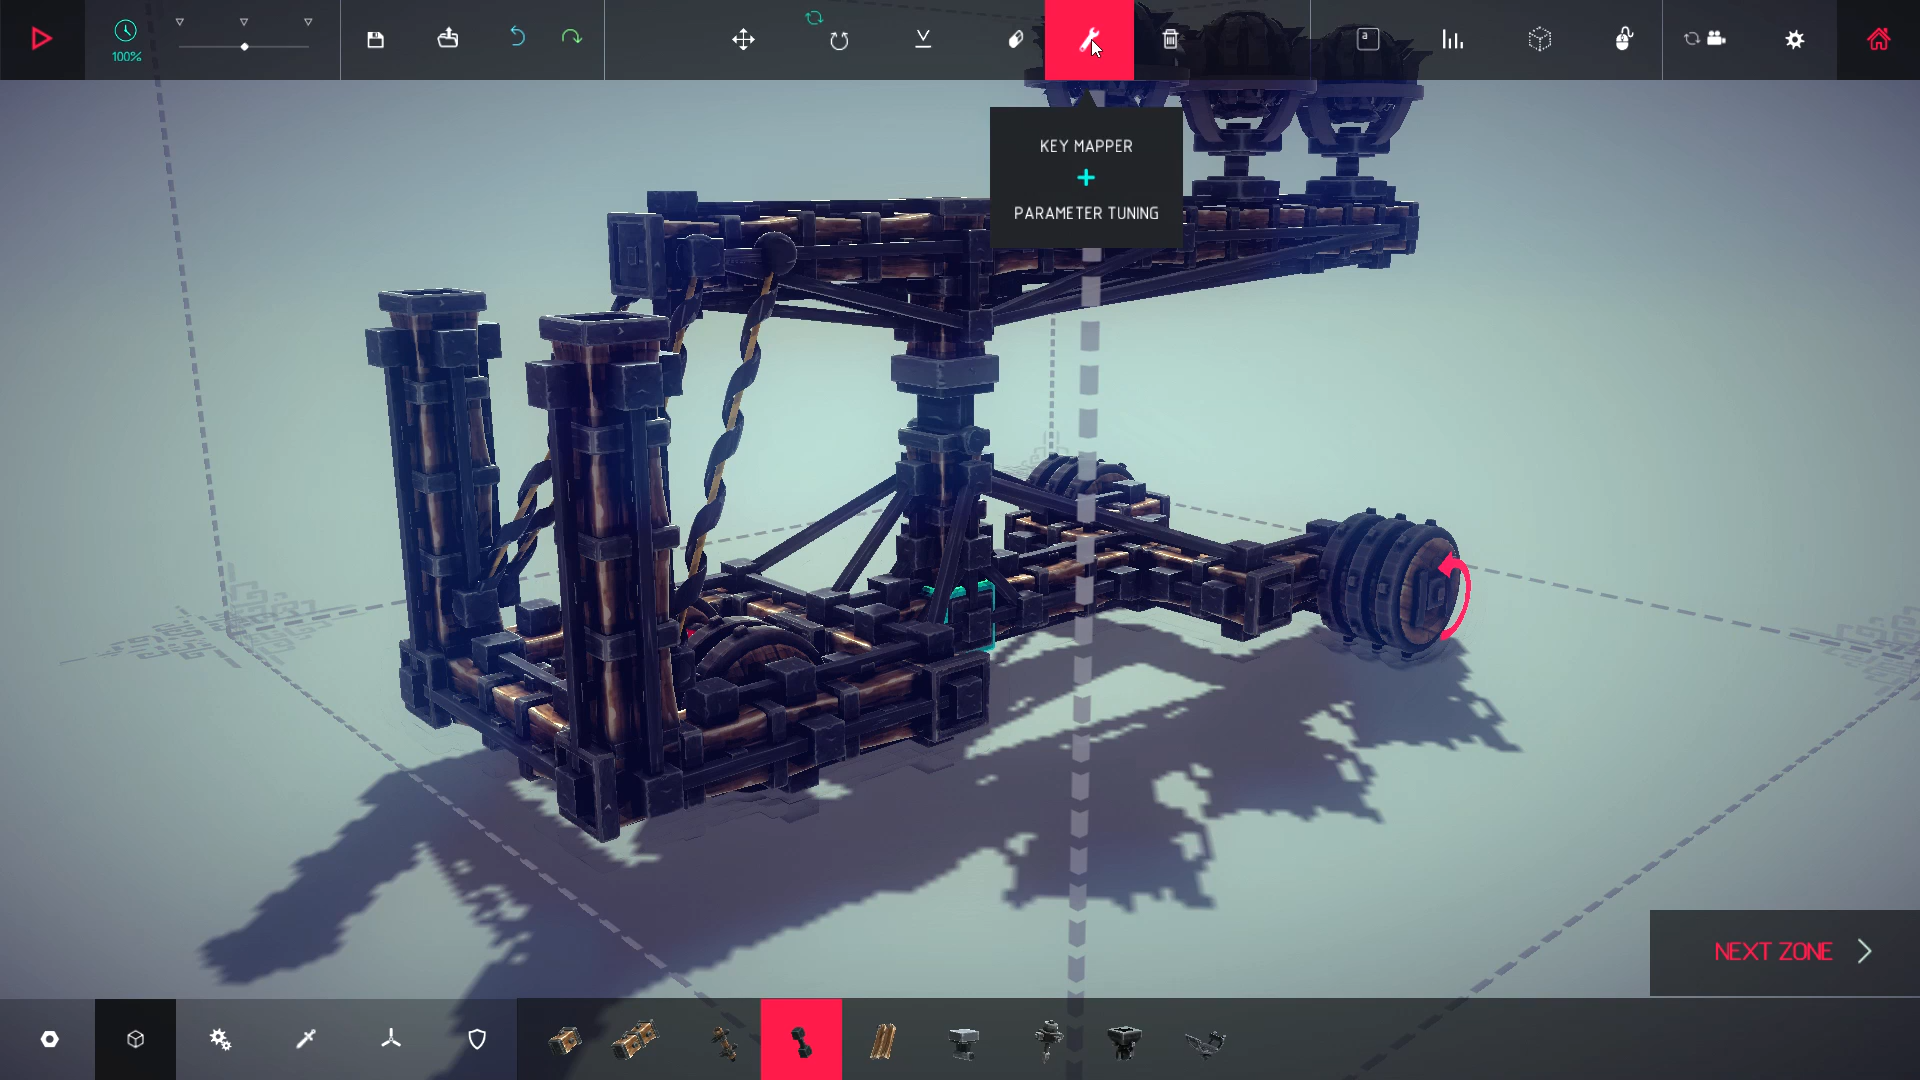 100%
a
KEY MAPPER
+
PARAMETER TUNING
NEXT ZONE